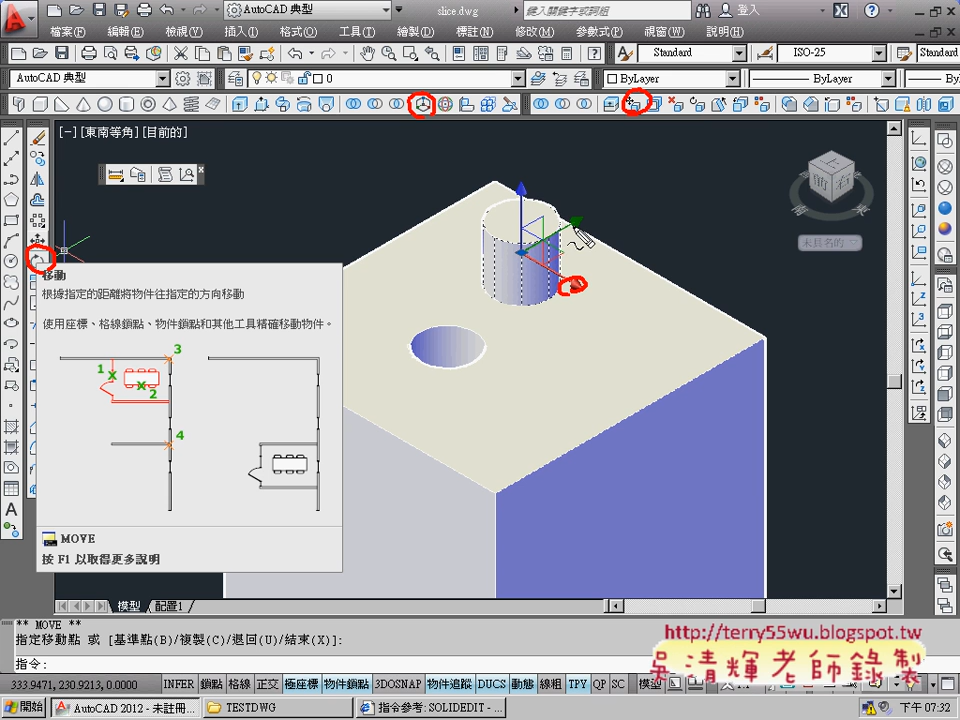 AutoCAD 典型
slice.dwg
鍵入關鍵字或詞組
登入
檔案(F) 編輯(E) 檢視(V) 插入(I) 格式(O) 工具(T) 繪製(D) 標註(N) 修改(M) 參數式(P) 視窗(W) 說明(H)
Standard ISO-25 Standard
AutoCAD 典型 0 ByLayer ByLayer
[−][東南等角][目前的]
未具名的
移動
根據指定的距離將物件往指定的方向移動
使用座標、格線鎖點、物件鎖點和其他工具精確移動物件。
3
1
2
4
MOVE
按 F1 以取得更多說明
模型 配置1
** MOVE **
指定移動點 或 [基準點(B)/複製(C)/退回(U)/結束(X)]:
指令:
http://terry55wu.blogspot.tw
吳清輝老師錄製
333.9471, 230.9213, 0.0000 INFER 鎖點 格線 正交 極座標 物件鎖點 3DOSNAP 物件追蹤 DUCS 動態 線粗 TPY QP SC 模型
開始 AutoCAD 2012 - 未註冊... TESTDWG 指令參考: SOLIDEDIT - ... 下午 07:32